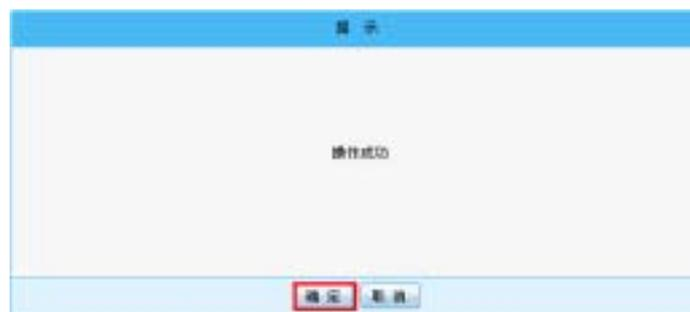 提 示
操作成功
确 定 取 消